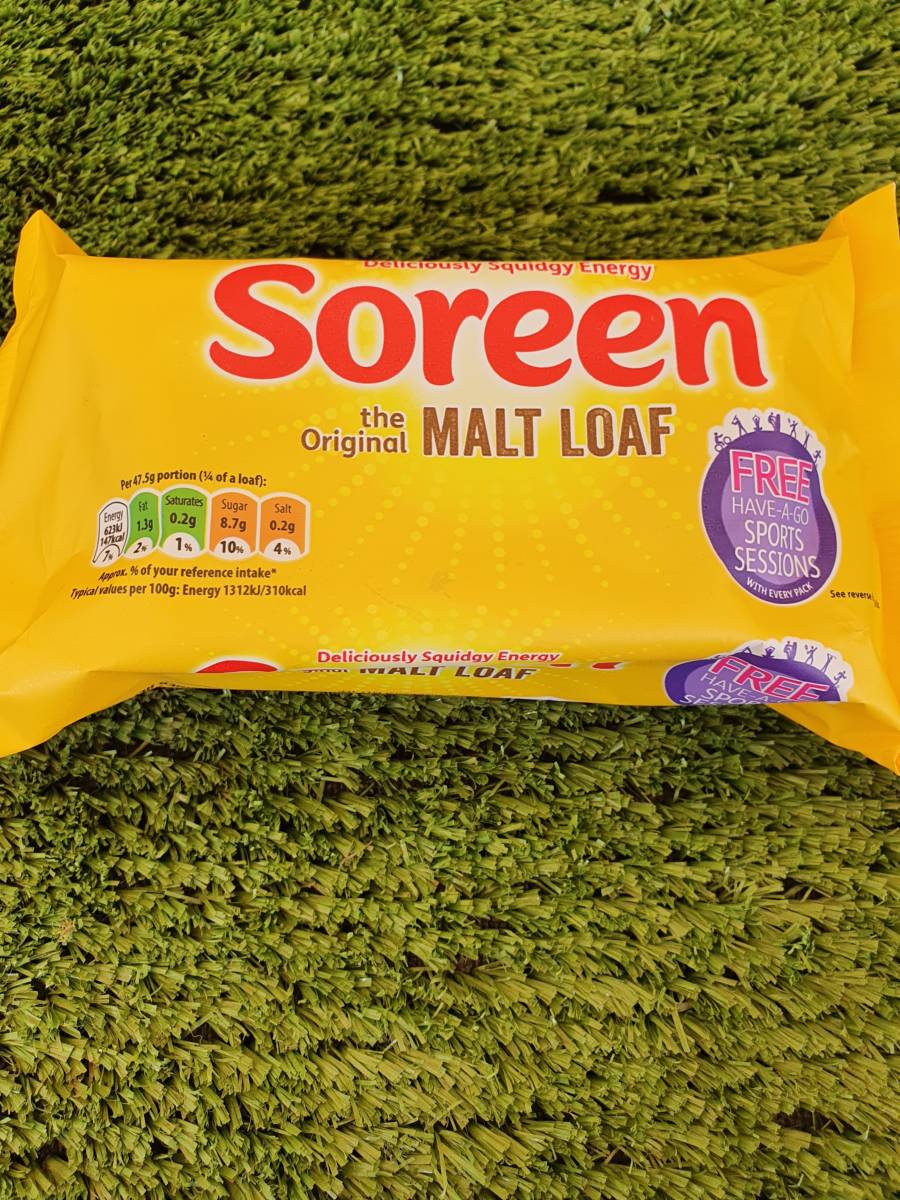 Deliciously Squidgy Energy
Soreen
the Original MALT LOAF
FREE
HAVE-A-GO
SPORTS
SESSIONS
WITH EVERY PACK
See reverse
Per 47.5g portion (¼ of a loaf):
Energy 623kJ 147kcal 7%
Fat 1.3g 2%
Saturates 0.2g 1%
Sugar 8.7g 10%
Salt 0.2g 4%
Approx. % of your reference intake*
Typical values per 100g: Energy 1312kJ/310kcal
Deliciously Squidgy Energy
MALT LOAF
FREE
HAVE-A